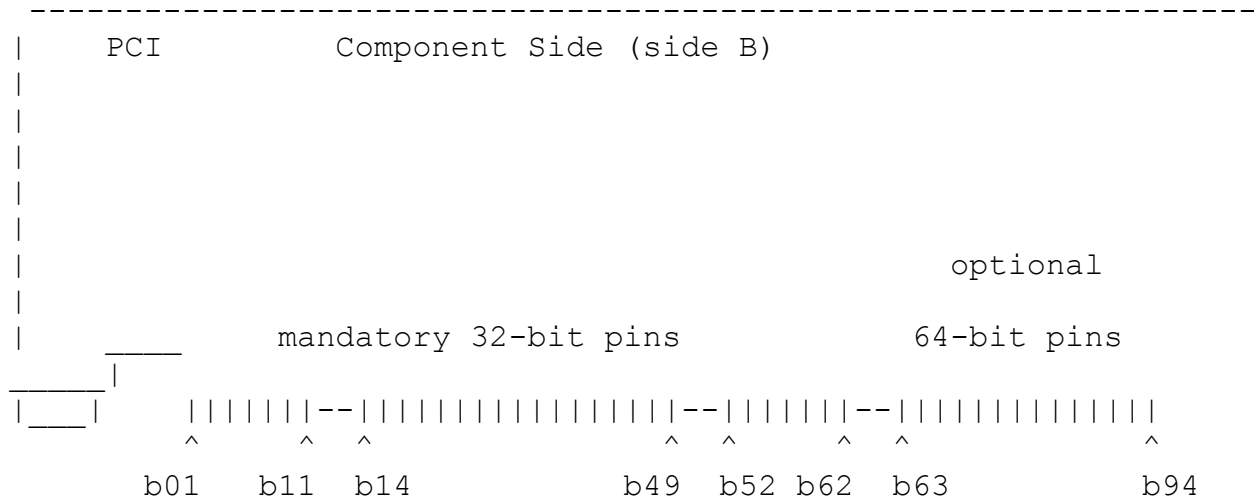 PCI Component Side (side B)
optional
mandatory 32-bit pins 64-bit pins
b01 b11 b14 b49 b52 b62 b63 b94